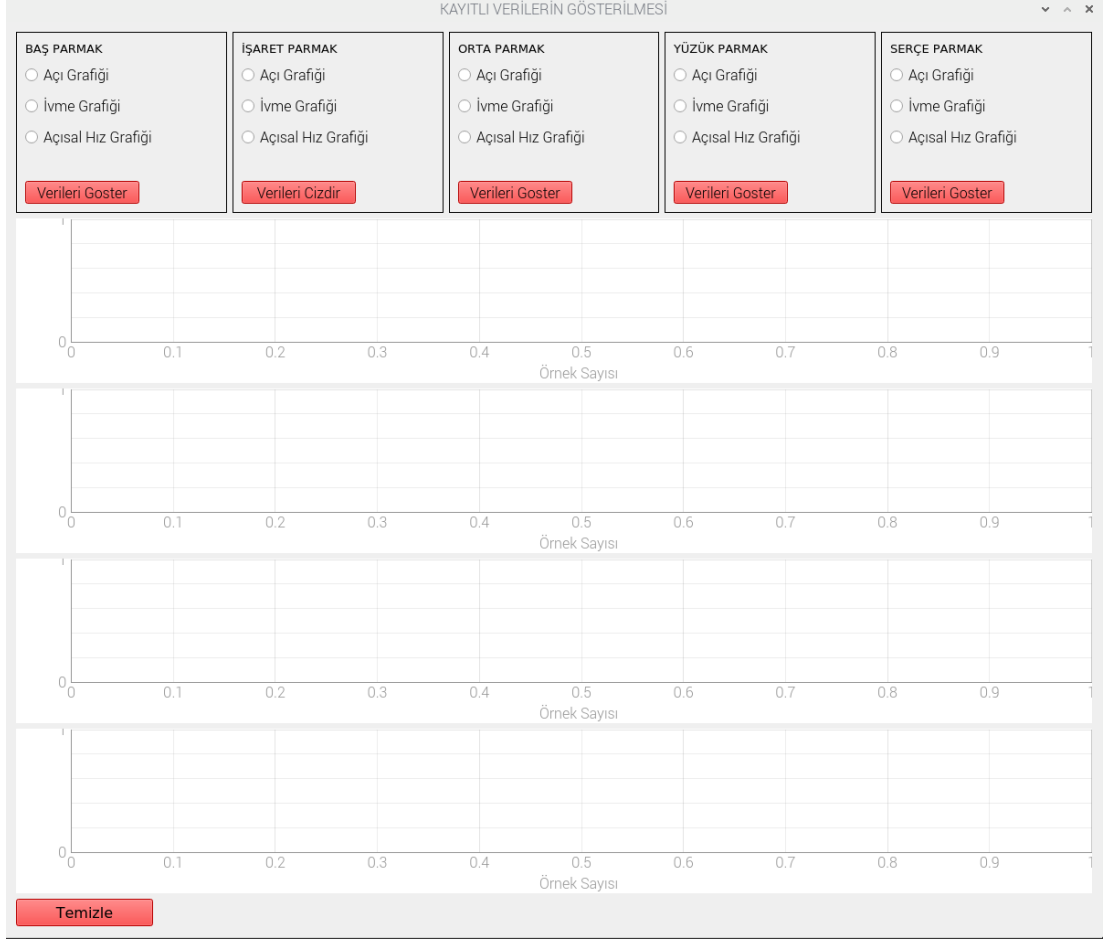 KAYITLI VERİLERİN GÖSTERİLMESİ
BAŞ PARMAK
Açı Grafiği
İvme Grafiği
Açısal Hız Grafiği
Verileri Goster
İŞARET PARMAK
Açı Grafiği
İvme Grafiği
Açısal Hız Grafiği
Verileri Cizdir
ORTA PARMAK
Açı Grafiği
İvme Grafiği
Açısal Hız Grafiği
Verileri Goster
YÜZÜK PARMAK
Açı Grafiği
İvme Grafiği
Açısal Hız Grafiği
Verileri Goster
SERÇE PARMAK
Açı Grafiği
İvme Grafiği
Açısal Hız Grafiği
Verileri Goster
1
0
0 0.1 0.2 0.3 0.4 0.5 0.6 0.7 0.8 0.9 1
Örnek Sayısı
1
0
0 0.1 0.2 0.3 0.4 0.5 0.6 0.7 0.8 0.9 1
Örnek Sayısı
1
0
0 0.1 0.2 0.3 0.4 0.5 0.6 0.7 0.8 0.9 1
Örnek Sayısı
1
0
0 0.1 0.2 0.3 0.4 0.5 0.6 0.7 0.8 0.9 1
Örnek Sayısı
Temizle